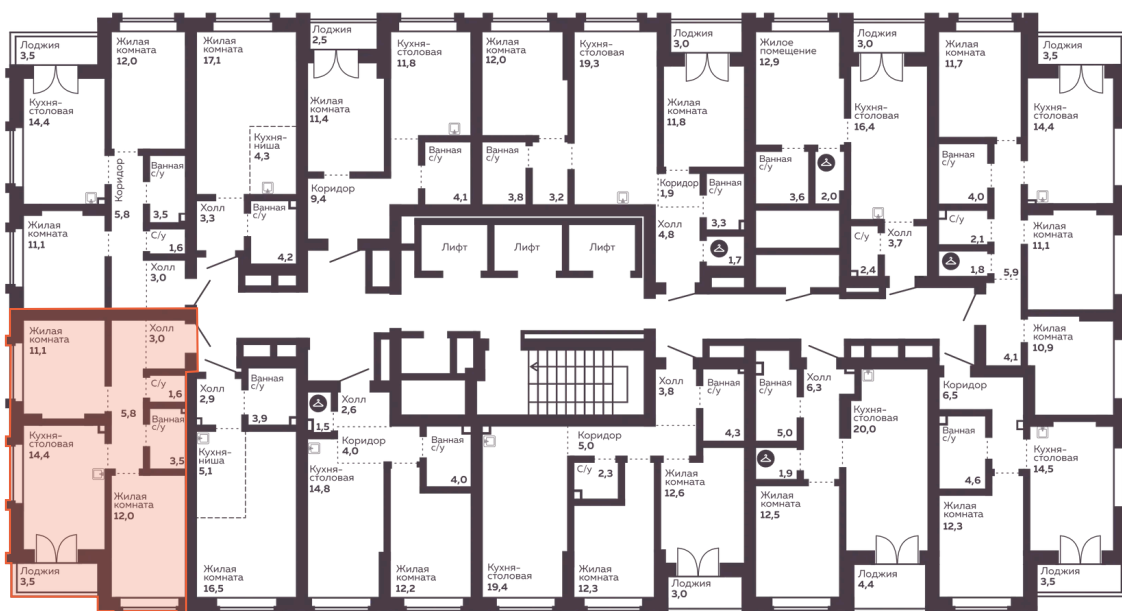 Лоджия
3,5
Жилая
комната
12,0
Жилая
комната
17,1
Лоджия
2,5
Кухня-
столовая
11,8
Жилая
комната
12,0
Кухня-
столовая
19,3
Лоджия
3,0
Жилое
помещение
12,9
Лоджия
3,0
Жилая
комната
11,7
Лоджия
3,5
Кухня-
столовая
14,4
Жилая
комната
11,4
Жилая
комната
11,8
Кухня-
столовая
16,4
Кухня-
столовая
14,4
Кухня-
ниша
4,3
Коридор
5,8
Ванная
с/у
3,5
Коридор
9,4
Ванная
с/у
4,1
Ванная
с/у
3,8
3,2
Коридор
1,9
Ванная
с/у
3,3
Ванная
с/у
3,6
2,0
Ванная
с/у
4,0
Жилая
комната
11,1
С/у
1,6
Холл
3,3
Ванная
с/у
4,2
Холл
4,8
1,7
С/у
2,4
Холл
3,7
С/у
2,1
1,8
5,9
Жилая
комната
11,1
Холл
3,0
Лифт
Лифт
Лифт
Жилая
комната
11,1
Холл
3,0
Жилая
комната
10,9
4,1
С/у
1,6
5,8
Ванная
с/у
3,5
Холл
2,9
Ванная
с/у
3,9
Холл
2,6
1,5
Холл
3,8
Ванная
с/у
4,3
Ванная
с/у
5,0
Холл
6,3
Коридор
6,5
Кухня-
столовая
14,4
Кухня-
ниша
5,1
Коридор
4,0
Ванная
с/у
4,0
Коридор
5,0
С/у
2,3
1,9
Кухня-
столовая
20,0
Ванная
с/у
4,6
Кухня-
столовая
14,5
Жилая
комната
12,0
Кухня-
столовая
14,8
Жилая
комната
12,6
Жилая
комната
12,5
Жилая
комната
12,3
Лоджия
3,5
Жилая
комната
16,5
Жилая
комната
12,2
Кухня-
столовая
19,4
Жилая
комната
12,3
Лоджия
3,0
Лоджия
4,4
Лоджия
3,5